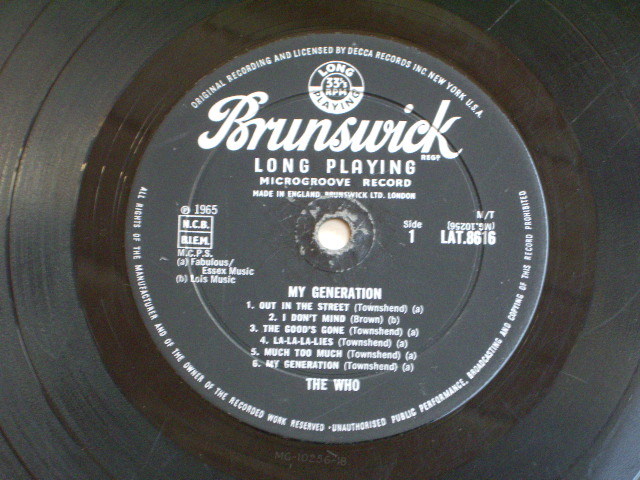 ORIGINAL RECORDING AND LICENSED BY DECCA RECORDS INC NEW YORK U.S.A.
LONG
33⅓
RPM
PLAYING
Brunswick
REGD
LONG PLAYING
MICROGROOVE RECORD
MADE IN ENGLAND, BRUNSWICK LTD. LONDON
℗ 1965
N.C.B.
B.I.E.M.
M.C.P.S.
(a) Fabulous/
Essex Music
(b) Lois Music
Side
1
M/T
(MG.10256)
LAT.8616
MY GENERATION
1. OUT IN THE STREET (Townshend) (a)
2. I DON'T MIND (Brown) (b)
3. THE GOOD'S GONE (Townshend) (a)
4. LA-LA-LA-LIES (Townshend) (a)
5. MUCH TOO MUCH (Townshend) (a)
6. MY GENERATION (Townshend) (a)
THE WHO
ALL RIGHTS OF THE MANUFACTURER AND OF THE OWNER OF THE RECORDED WORK RESERVED • UNAUTHORISED PUBLIC PERFORMANCE, BROADCASTING AND COPYING OF THIS RECORD PROHIBITED